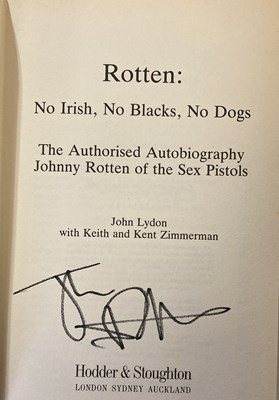 Rotten:
No Irish, No Blacks, No Dogs
The Authorised Autobiography
Johnny Rotten of the Sex Pistols
John Lydon
with Keith and Kent Zimmerman
Hodder & Stoughton
LONDON SYDNEY AUCKLAND